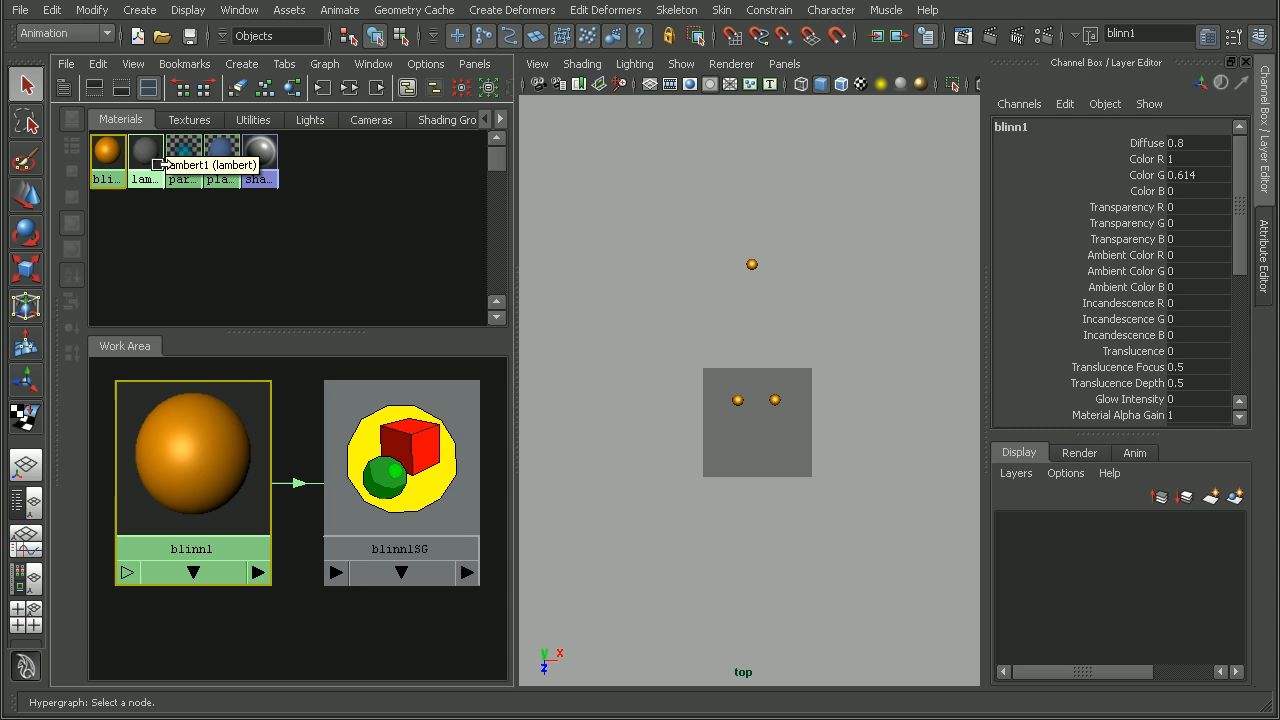 File Edit Modify Create Display Window Assets Animate Geometry Cache Create Deformers Edit Deformers Skeleton Skin Constrain Character Muscle Help
Animation Objects blinn1
File Edit View Bookmarks Create Tabs Graph Window Options Panels
Materials Textures Utilities Lights Cameras Shading Gro
lambert1 (lambert)
bli... lam... par... pla... sha...
Work Area
blinn1 blinn1SG
View Shading Lighting Show Renderer Panels
y x
z
top
Channel Box / Layer Editor
Channels Edit Object Show
blinn1
Diffuse 0.8
Color R 1
Color G 0.614
Color B 0
Transparency R 0
Transparency G 0
Transparency B 0
Ambient Color R 0
Ambient Color G 0
Ambient Color B 0
Incandescence R 0
Incandescence G 0
Incandescence B 0
Translucence 0
Translucence Focus 0.5
Translucence Depth 0.5
Glow Intensity 0
Material Alpha Gain 1
Display Render Anim
Layers Options Help
Channel Box / Layer Editor
Attribute Editor
Hypergraph: Select a node.